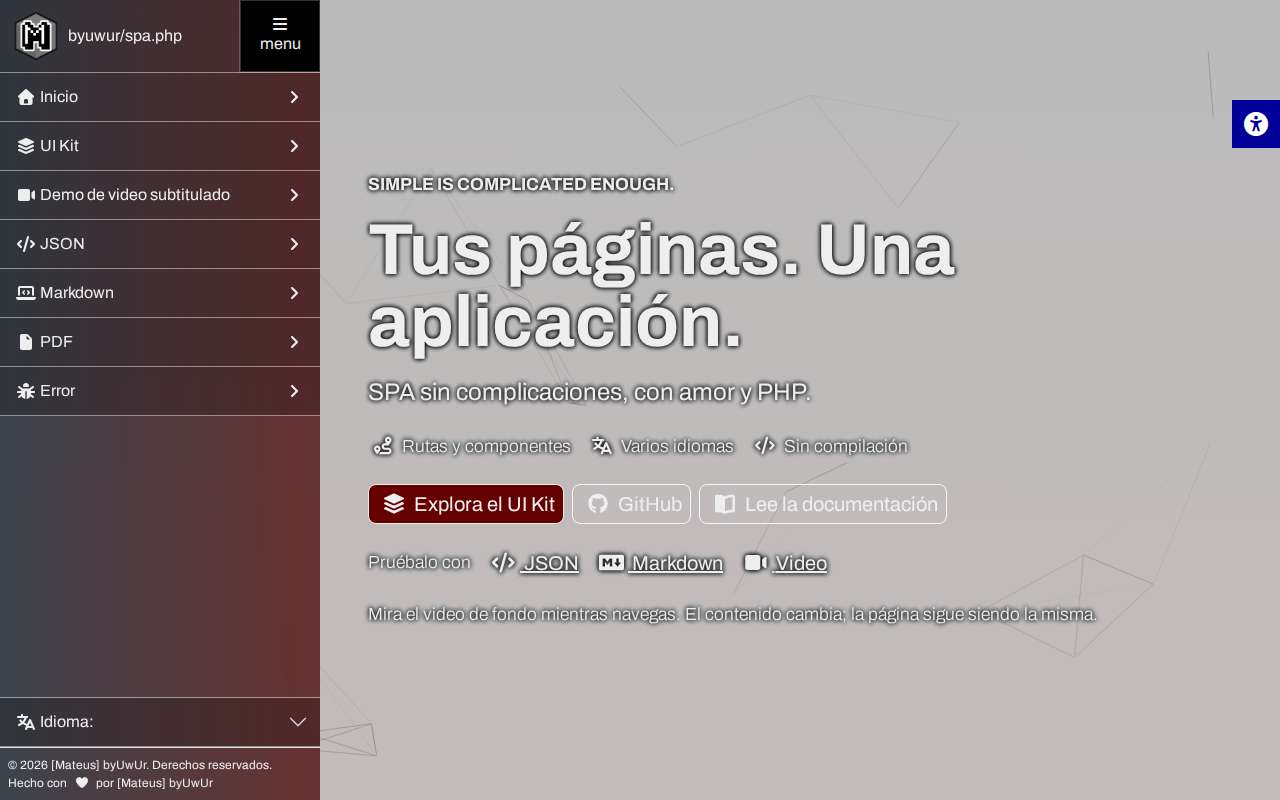 byuwur/spa.php
menu
Inicio
UI Kit
Demo de video subtitulado
JSON
Markdown
PDF
Error
Idioma:
© 2026 [Mateus] byUwUr. Derechos reservados.
Hecho con por [Mateus] byUwUr
SIMPLE IS COMPLICATED ENOUGH.
Tus páginas. Una
aplicación.
SPA sin complicaciones, con amor y PHP.
Rutas y componentes Varios idiomas Sin compilación
Explora el UI Kit GitHub Lee la documentación
Pruébalo con JSON Markdown Video
Mira el video de fondo mientras navegas. El contenido cambia; la página sigue siendo la misma.